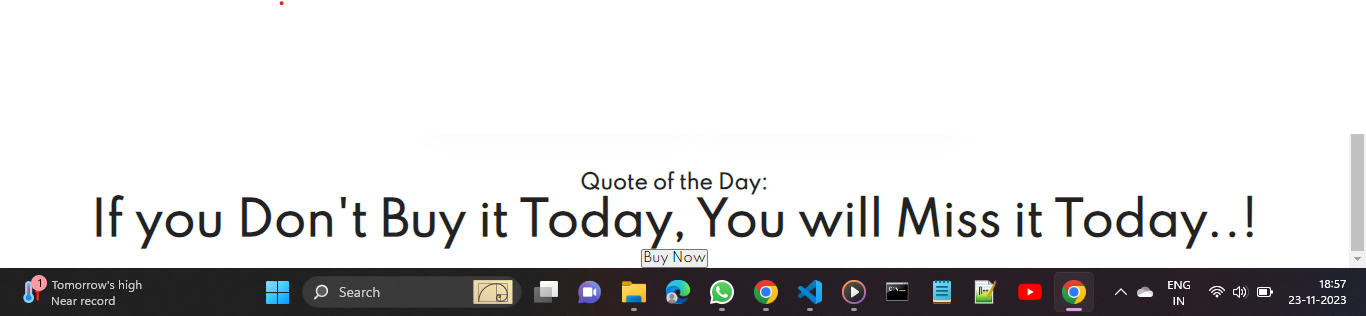 Quote of the Day:
If you Don't Buy it Today, You will Miss it Today..!
Buy Now
1
Tomorrow's high
Near record
Search
ENG
IN
18:57
23-11-2023